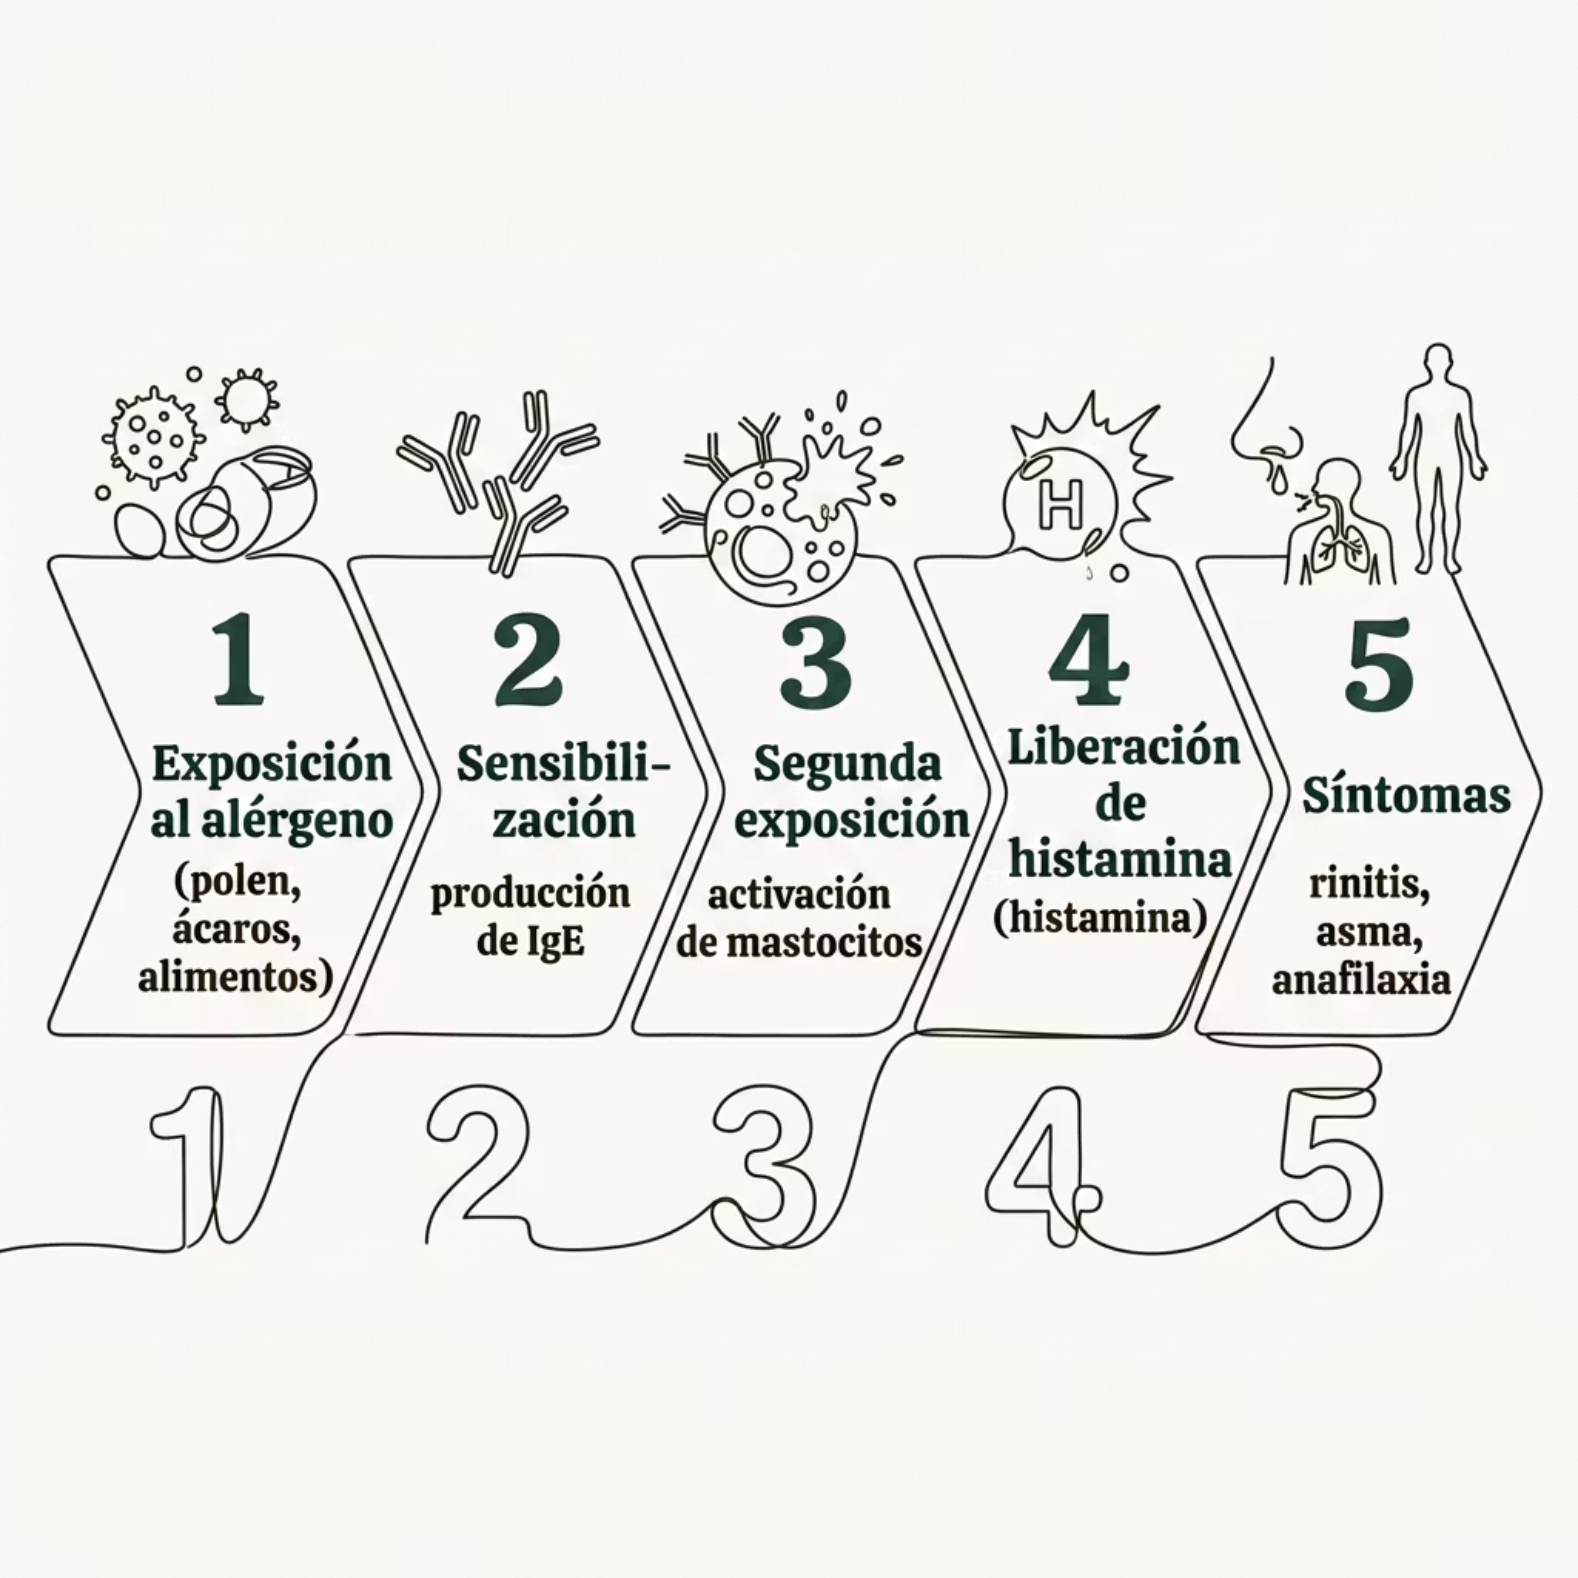 1
Exposición
al alérgeno
(polen,
ácaros,
alimentos)
2
Sensibili-
zación
producción
de IgE
3
Segunda
exposición
activación
de mastocitos
H
4
Liberación
de
histamina
(histamina)
5
Síntomas
rinitis,
asma,
anafilaxia
1
2
3
4
5